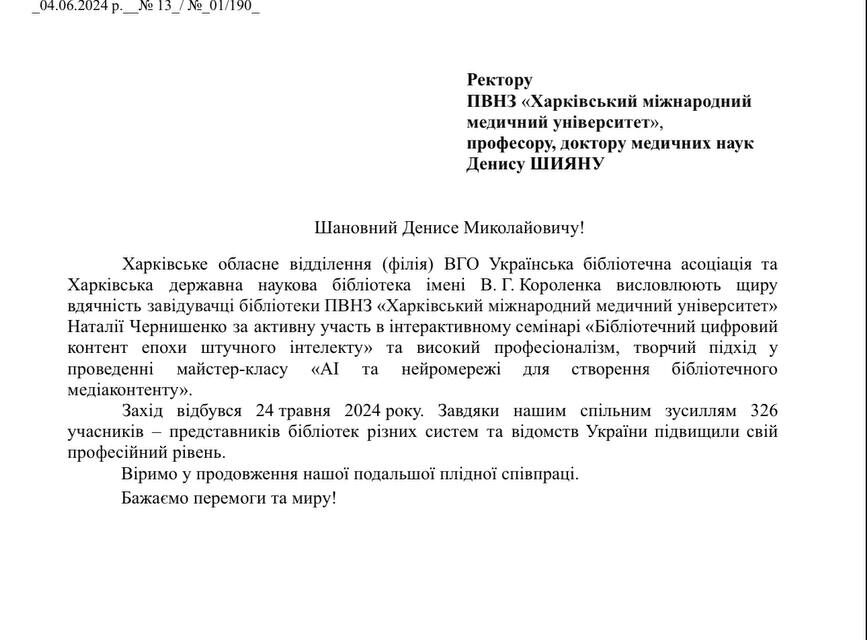 _04.06.2024 р.__№ 13_/ №_01/190_
Ректору
ПВНЗ «Харківський міжнародний
медичний університет»,
професору, доктору медичних наук
Денису ШИЯНУ
Шановний Денисе Миколайовичу!
Харківське обласне відділення (філія) ВГО Українська бібліотечна асоціація та
Харківська державна наукова бібліотека імені В. Г. Короленка висловлюють щиру
вдячність завідувачці бібліотеки ПВНЗ «Харківський міжнародний медичний університет»
Наталії Чернишенко за активну участь в інтерактивному семінарі «Бібліотечний цифровий
контент епохи штучного інтелекту» та високий професіоналізм, творчий підхід у
проведенні майстер-класу «АІ та нейромережі для створення бібліотечного
медіаконтенту».
Захід відбувся 24 травня 2024 року. Завдяки нашим спільним зусиллям 326
учасників – представників бібліотек різних систем та відомств України підвищили свій
професійний рівень.
Віримо у продовження нашої подальшої плідної співпраці.
Бажаємо перемоги та миру!